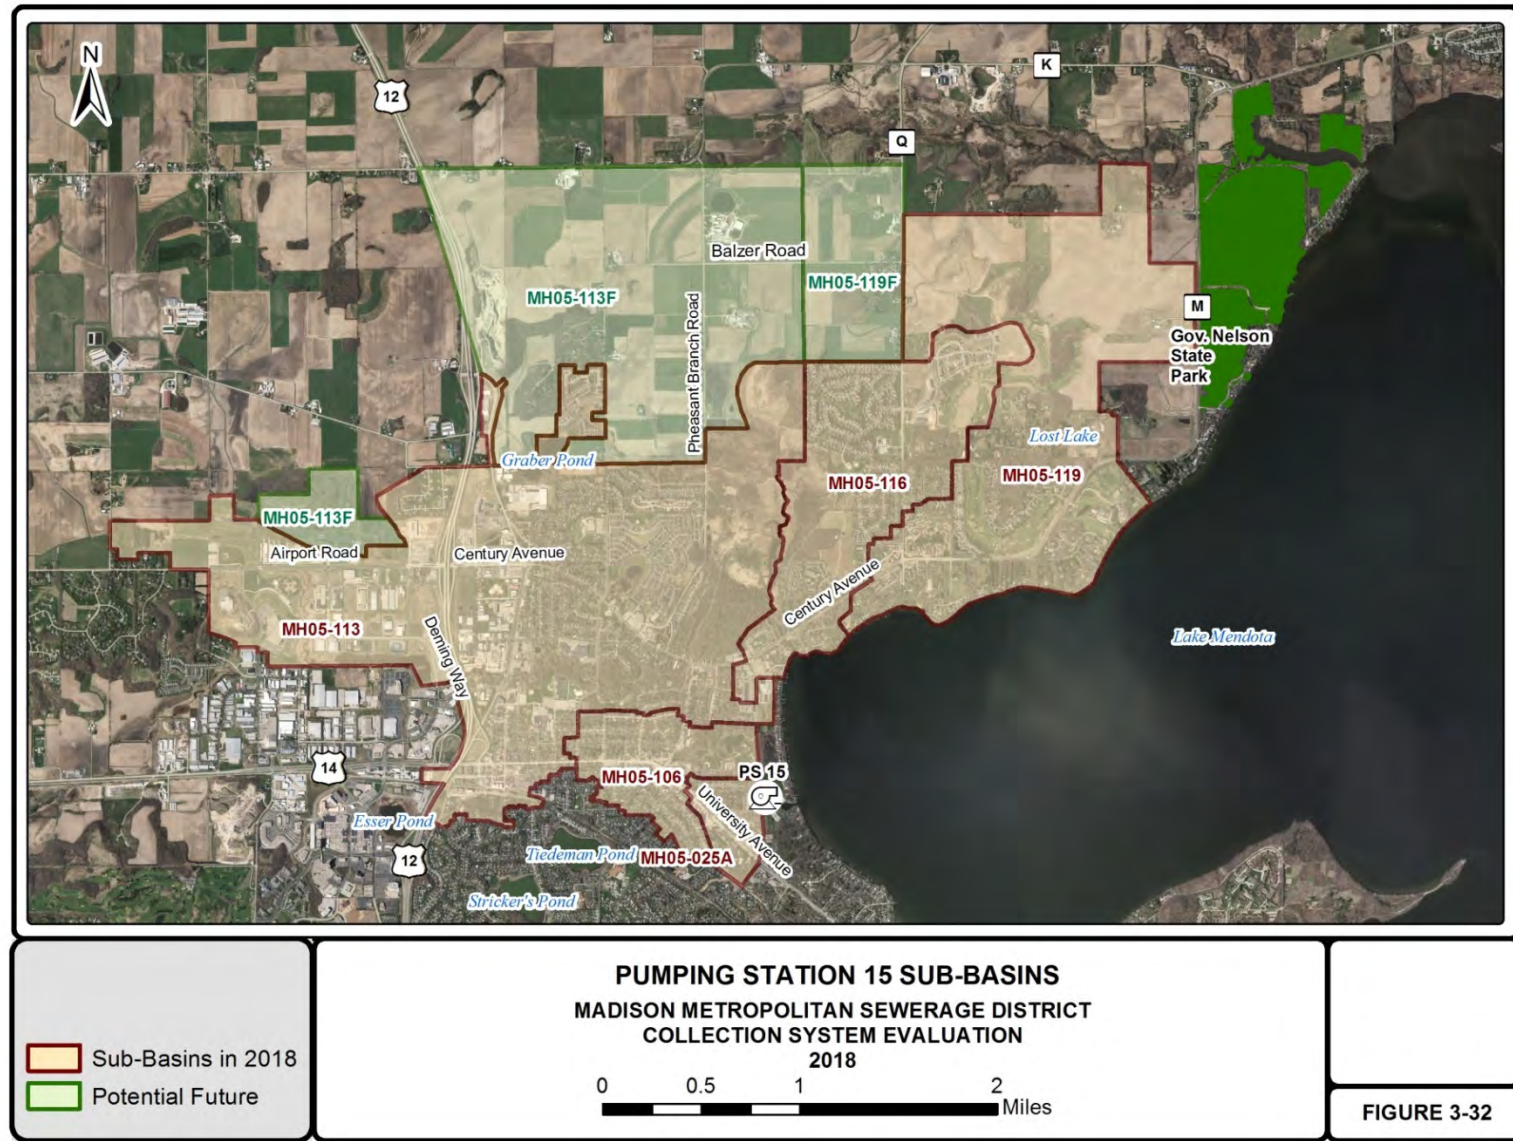 N
12
K
Q
Balzer Road
MH05-113F
MH05-119F
Pheasant Branch Road
M
Gov. Nelson
State
Park
Graber Pond
Lost Lake
MH05-116
MH05-119
MH05-113F
Airport Road
Century Avenue
Century Avenue
MH05-113
Deming Way
Lake Mendota
14
MH05-106
PS 15
University Avenue
Esser Pond
12
Tiedeman Pond
MH05-025A
Stricker's Pond
Sub-Basins in 2018
Potential Future
PUMPING STATION 15 SUB-BASINS
MADISON METROPOLITAN SEWERAGE DISTRICT
COLLECTION SYSTEM EVALUATION
2018
0 0.5 1 2
Miles
FIGURE 3-32